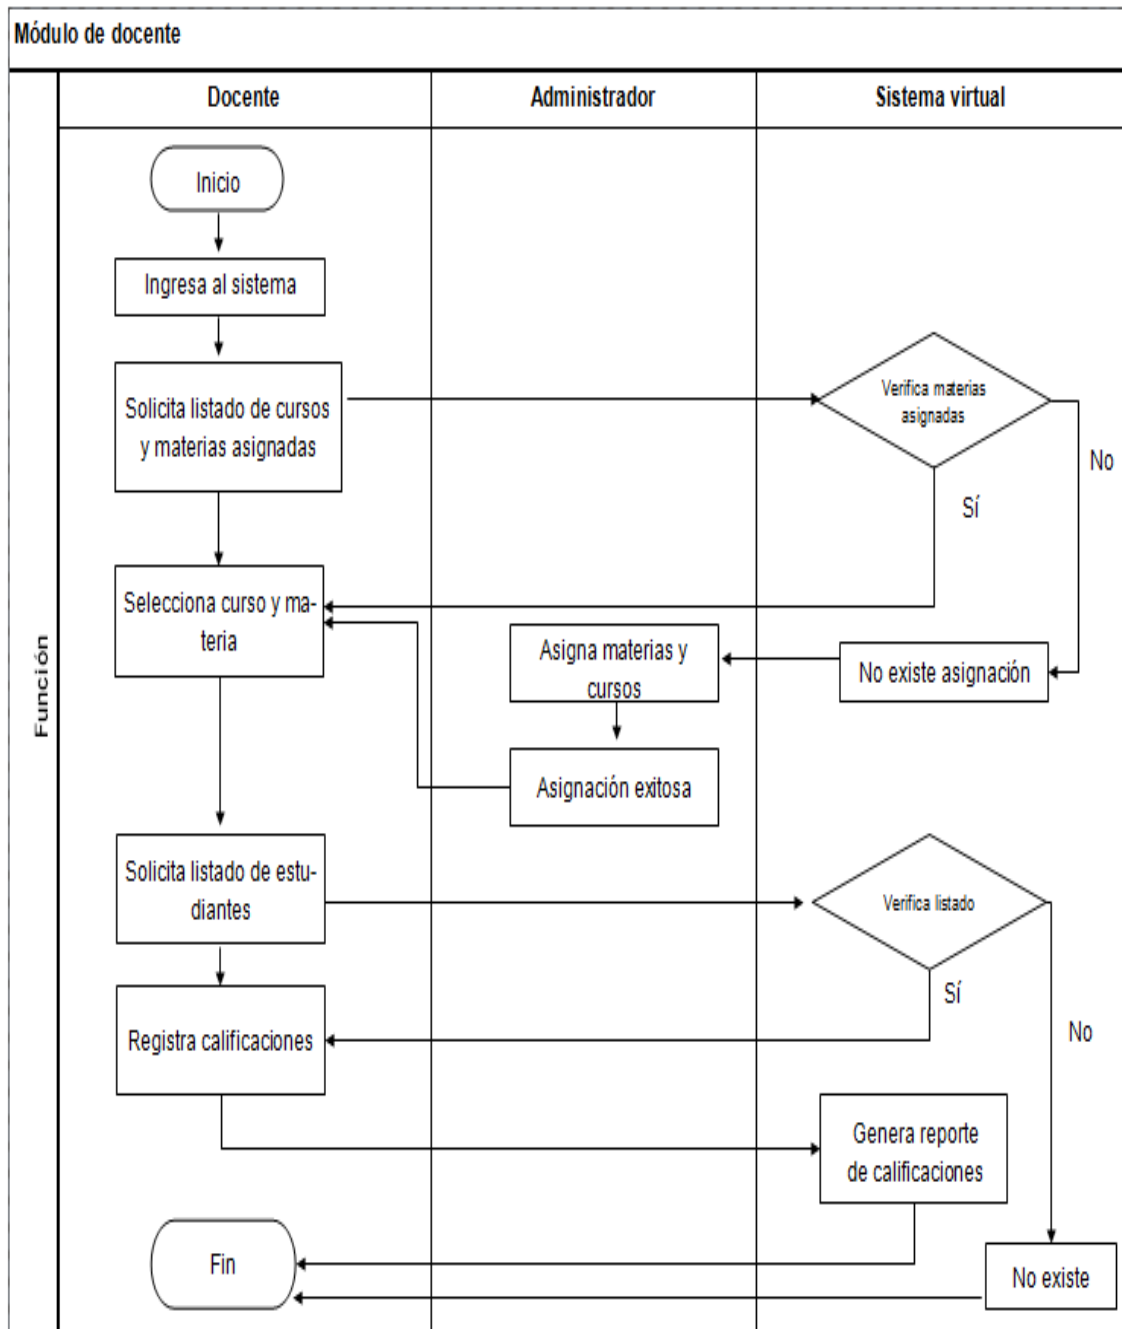 Módulo de docente
Docente
Administrador
Sistema virtual
Función
Inicio
Ingresa al sistema
Solicita listado de cursos
y materias asignadas
Verifica materias
asignadas
No
Sí
Selecciona curso y ma-
teria
Asigna materias y
cursos
No existe asignación
Asignación exitosa
Solicita listado de estu-
diantes
Verifica listado
Sí
No
Registra calificaciones
Genera reporte
de calificaciones
Fin
No existe